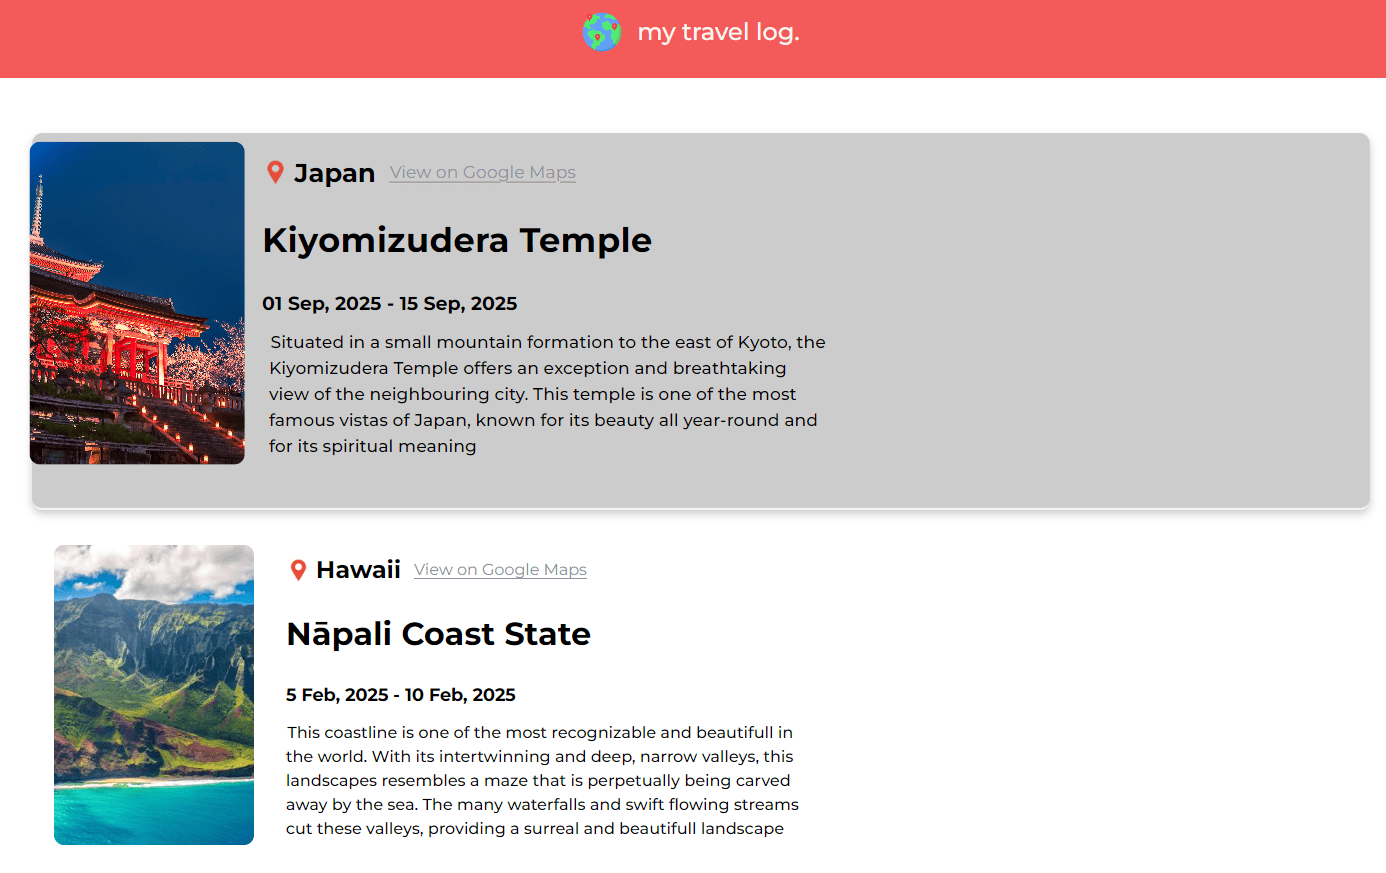 my travel log.
Japan View on Google Maps
Kiyomizudera Temple
01 Sep, 2025 - 15 Sep, 2025
Situated in a small mountain formation to the east of Kyoto, the
Kiyomizudera Temple offers an exception and breathtaking
view of the neighbouring city. This temple is one of the most
famous vistas of Japan, known for its beauty all year-round and
for its spiritual meaning
Hawaii View on Google Maps
Nāpali Coast State
5 Feb, 2025 - 10 Feb, 2025
This coastline is one of the most recognizable and beautifull in
the world. With its intertwinning and deep, narrow valleys, this
landscapes resembles a maze that is perpetually being carved
away by the sea. The many waterfalls and swift flowing streams
cut these valleys, providing a surreal and beautifull landscape